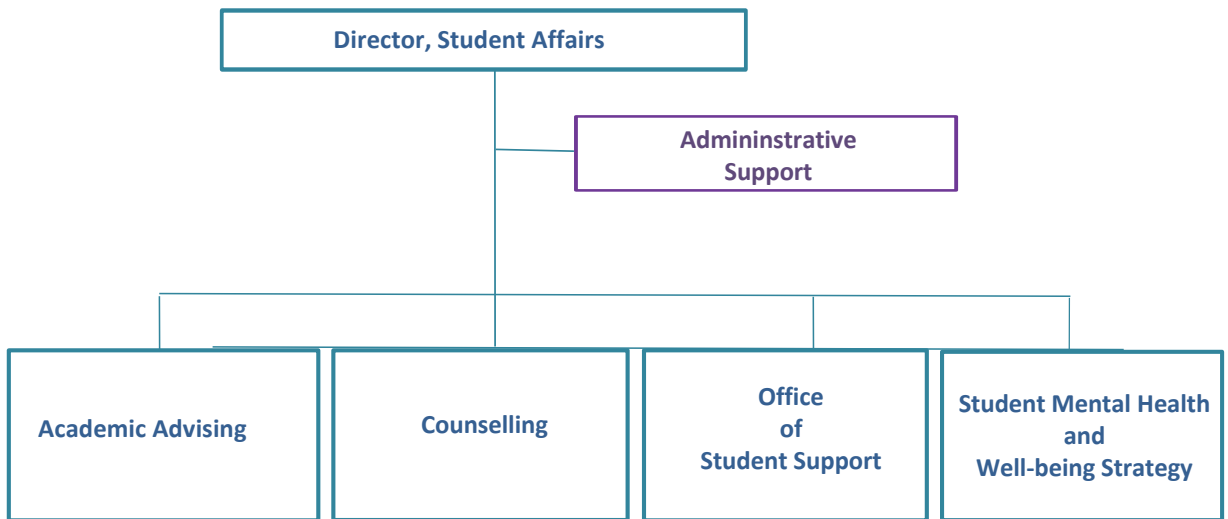 Director, Student Affairs
Admininstrative
Support
Academic Advising
Counselling
Office
of
Student Support
Student Mental Health
and
Well-being Strategy